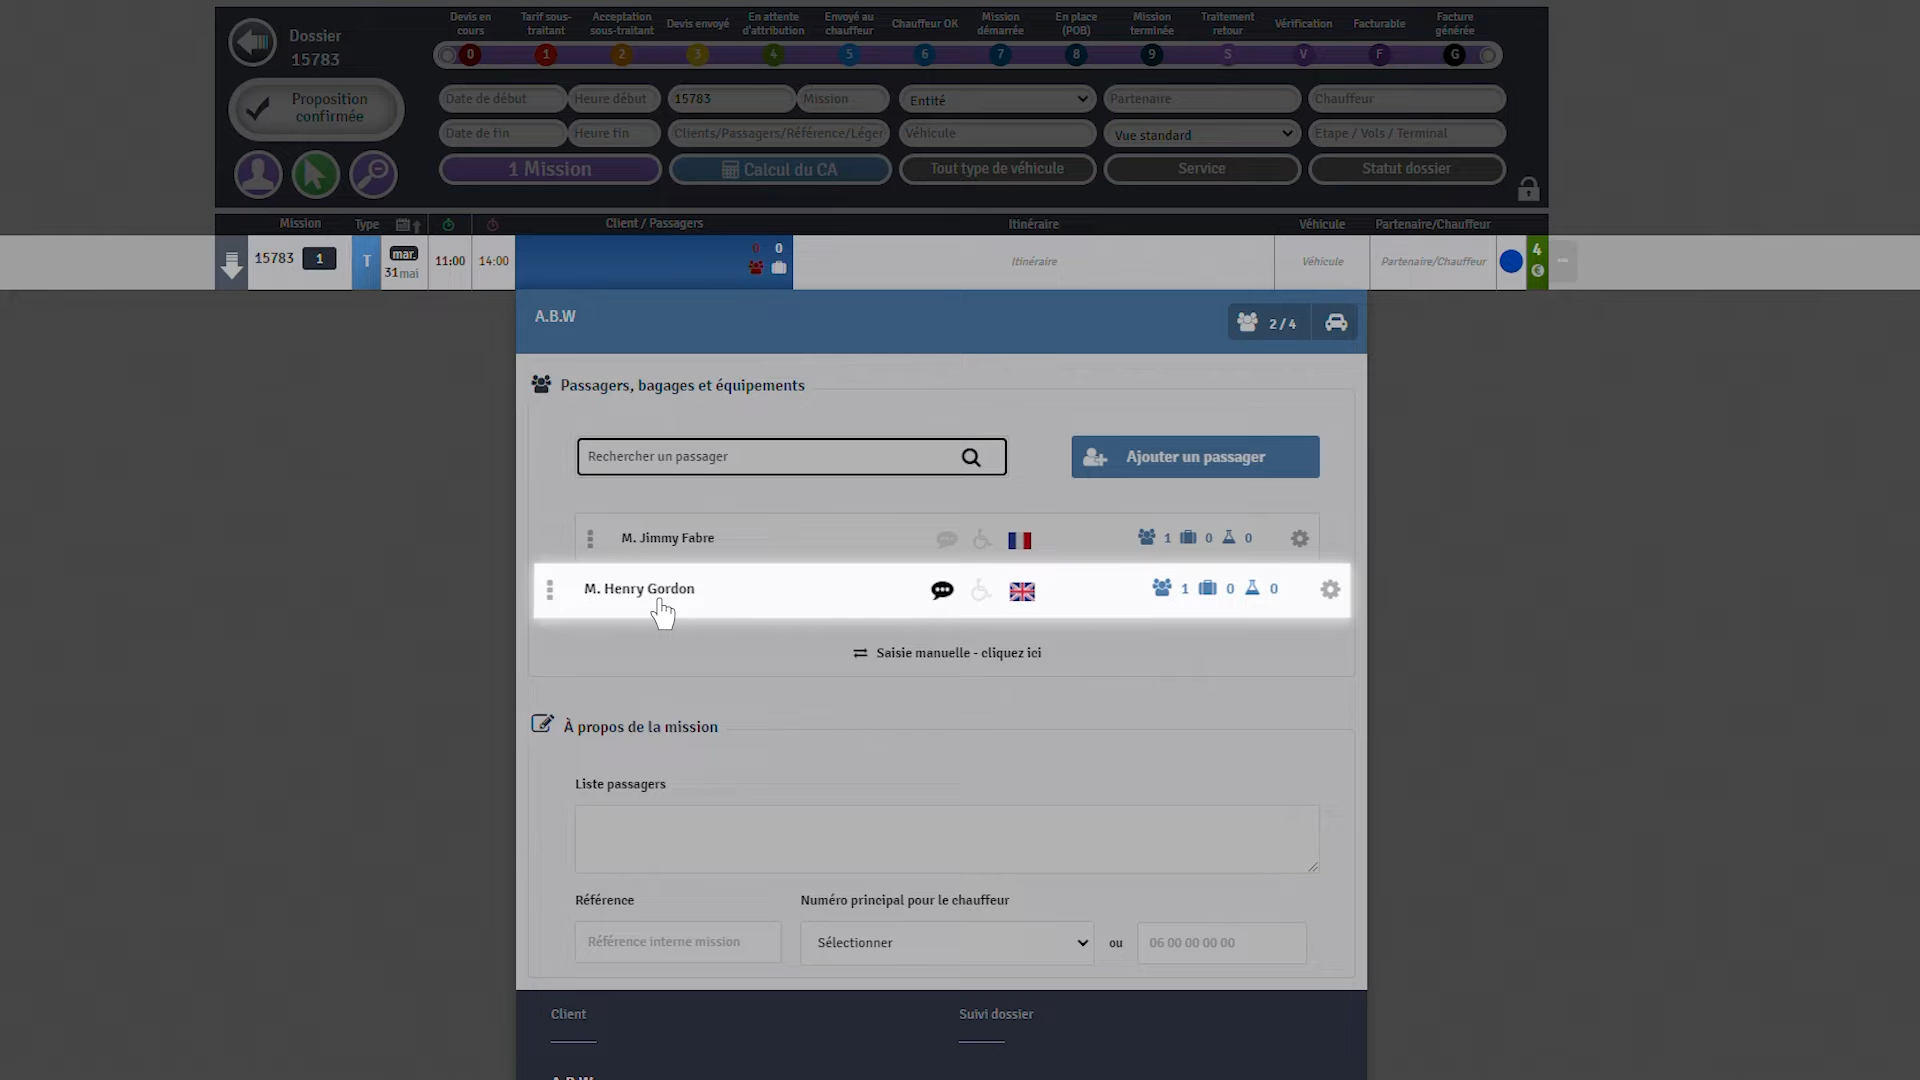 Dossier
15783
Devis en cours
Tarif sous-traitant
Acceptation sous-traitant
Devis envoyé
En attente d'attribution
Envoyé au chauffeur
Chauffeur OK
Mission démarrée
En place (POB)
Mission terminée
Traitement retour
Vérification
Facturable
Facture générée
0 1 2 3 4 5 6 7 8 9 S V F G
Proposition confirmée
Date de début Heure début 15783 Mission Entité Partenaire Chauffeur
Date de fin Heure fin Clients/Passagers/Référence/Léger Véhicule Vue standard Etape / Vols / Terminal
1 Mission Calcul du CA Tout type de véhicule Service Statut dossier
Mission Type Client / Passagers Itinéraire Véhicule Partenaire/Chauffeur
15783 1 T mar. 31 mai 11:00 14:00 0 0 Itinéraire Véhicule Partenaire/Chauffeur 4 €
A.B.W 2 / 4
Passagers, bagages et équipements
Rechercher un passager Ajouter un passager
M. Jimmy Fabre 1 0 0
M. Henry Gordon 1 0 0
Saisie manuelle - cliquez ici
À propos de la mission
Liste passagers
Référence Numéro principal pour le chauffeur
Référence interne mission Sélectionner ou 06 00 00 00 00
Client Suivi dossier
A.B.W